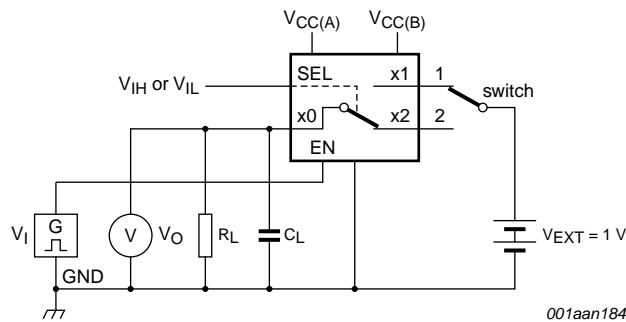 VCC(A) VCC(B)
SEL x1 1
VIH or VIL switch
x0 x2 2
EN
G
VI V VO RL CL VEXT = 1 V
GND
001aan184